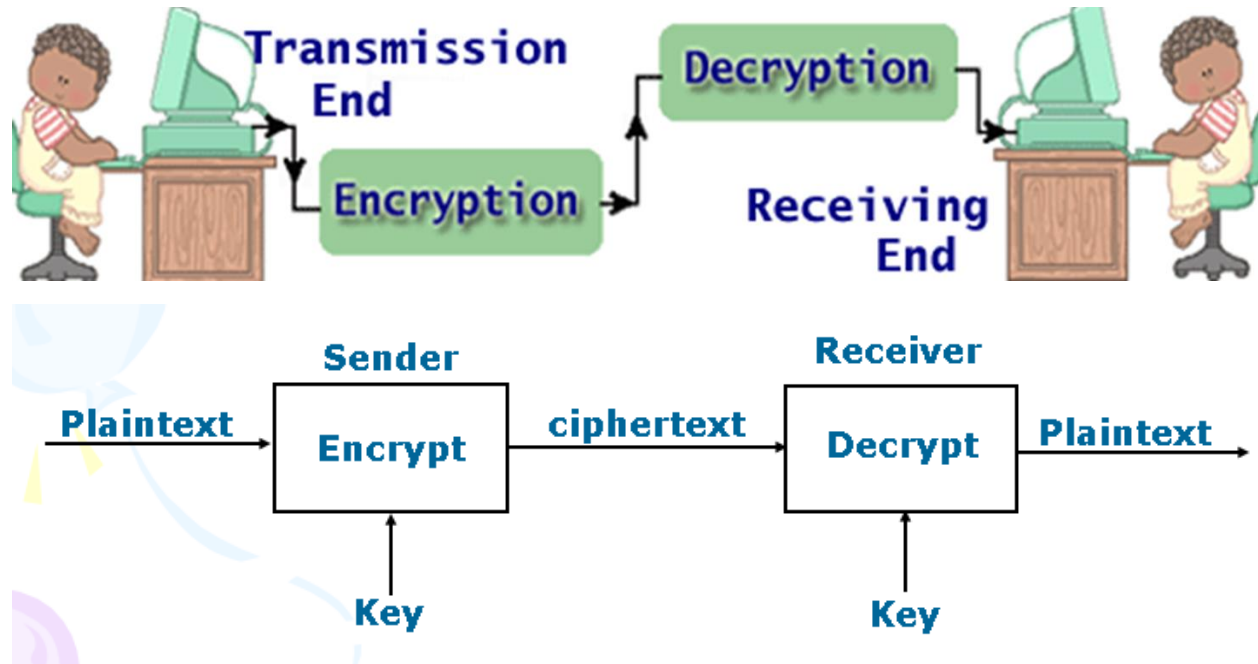 Transmission
End
Decryption
Encryption
Receiving
End
Sender
Receiver
Plaintext
Encrypt
ciphertext
Decrypt
Plaintext
Key
Key